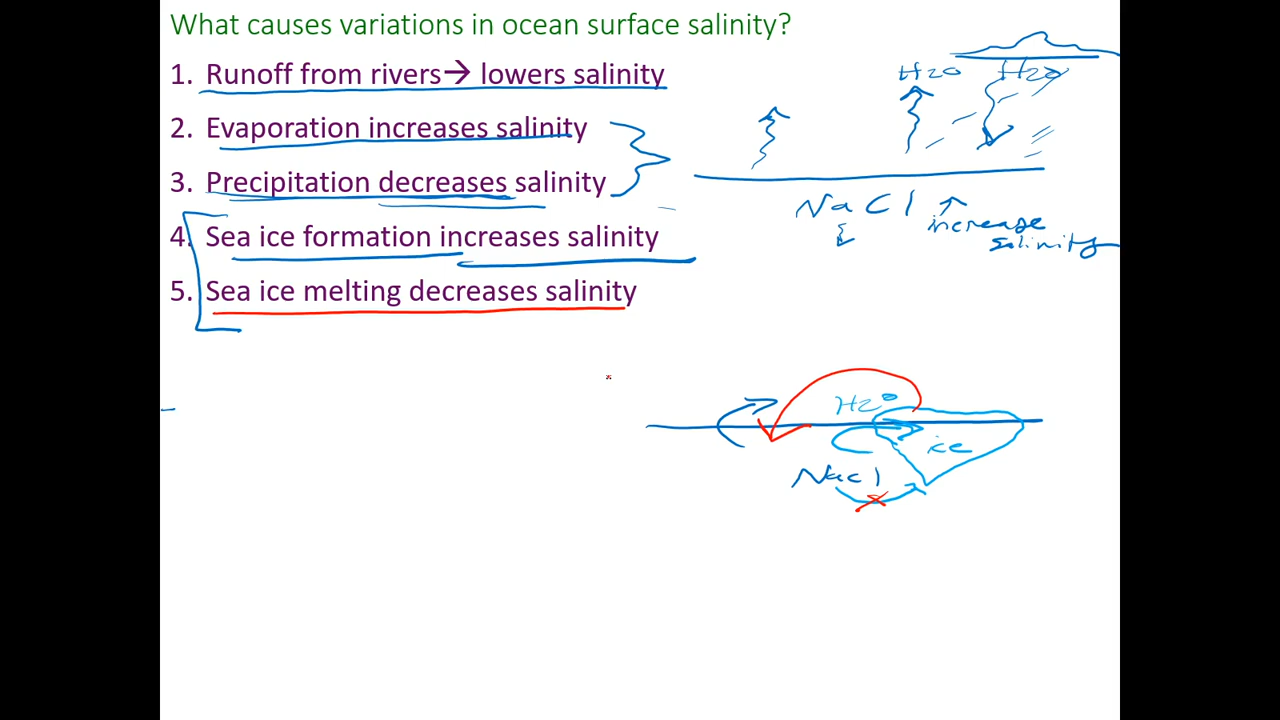 What causes variations in ocean surface salinity?
1. Runoff from rivers→ lowers salinity
2. Evaporation increases salinity
3. Precipitation decreases salinity
4. Sea ice formation increases salinity
5. Sea ice melting decreases salinity
H2O H2O
NaCl ↑
increase
salinity
H2O
ice
NaCl